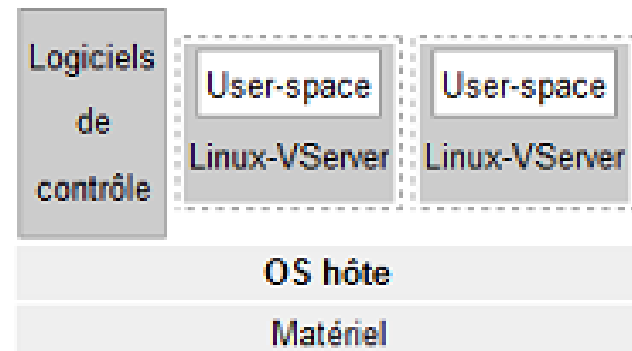 Logiciels
de
contrôle
User-space
Linux-VServer
User-space
Linux-VServer
OS hôte
Matériel